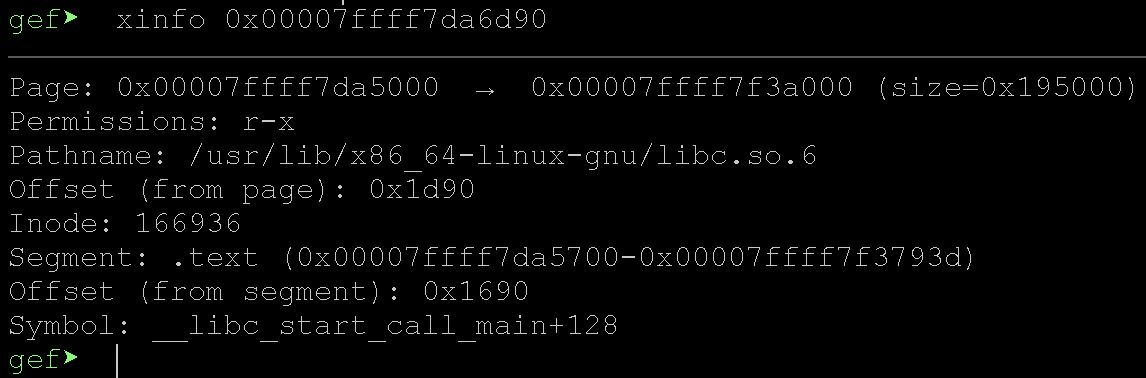 gef➤  xinfo 0x00007ffff7da6d90
Page: 0x00007ffff7da5000  →  0x00007ffff7f3a000 (size=0x195000)
Permissions: r-x
Pathname: /usr/lib/x86_64-linux-gnu/libc.so.6
Offset (from page): 0x1d90
Inode: 166936
Segment: .text (0x00007ffff7da5700-0x00007ffff7f3793d)
Offset (from segment): 0x1690
Symbol: __libc_start_call_main+128
gef➤